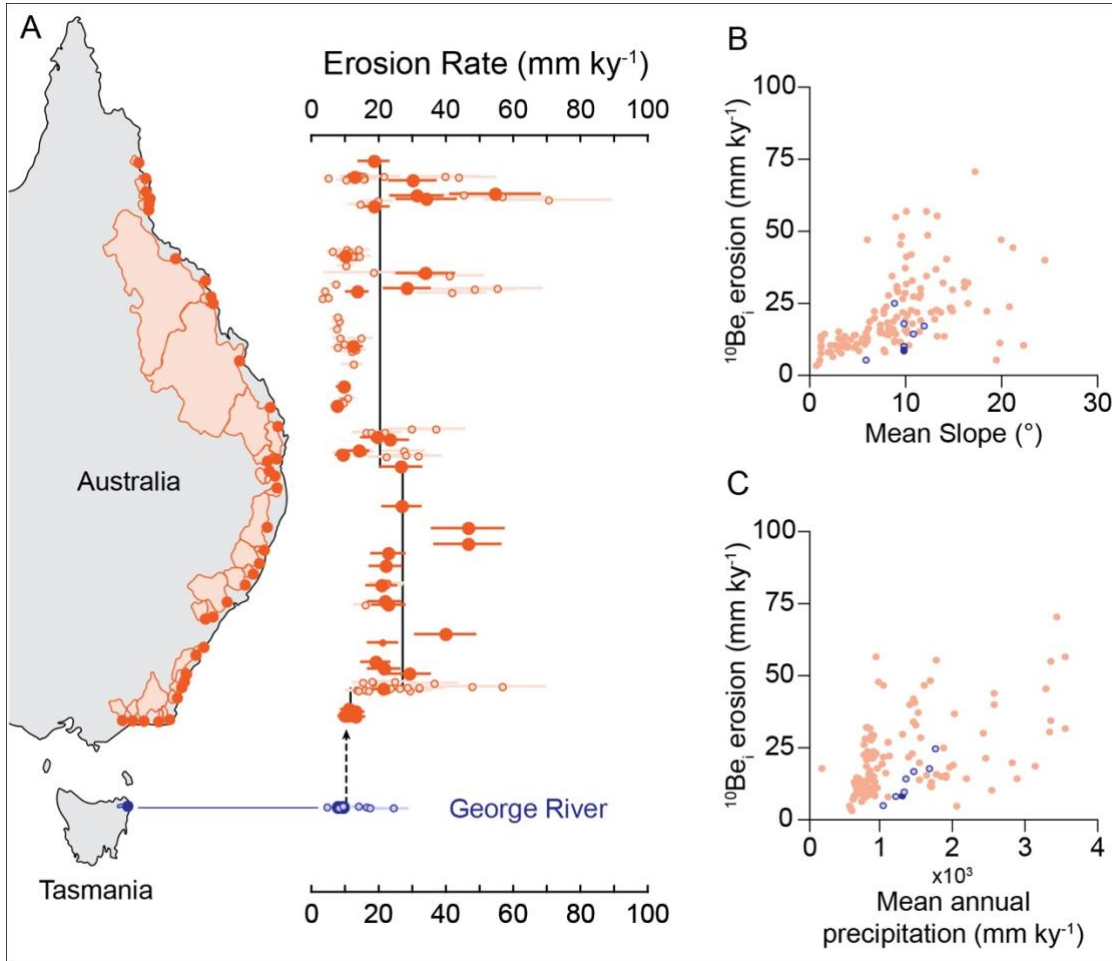 A
Erosion Rate (mm ky⁻¹)
0 20 40 60 80 100
Australia
George River
Tasmania
0 20 40 60 80 100
B
¹⁰Beᵢ erosion (mm ky⁻¹)
100
75
50
25
0
0 10 20 30
Mean Slope (°)
C
¹⁰Beᵢ erosion (mm ky⁻¹)
100
75
50
25
0
0 1 2 3 4
x10³
Mean annual
precipitation (mm ky⁻¹)